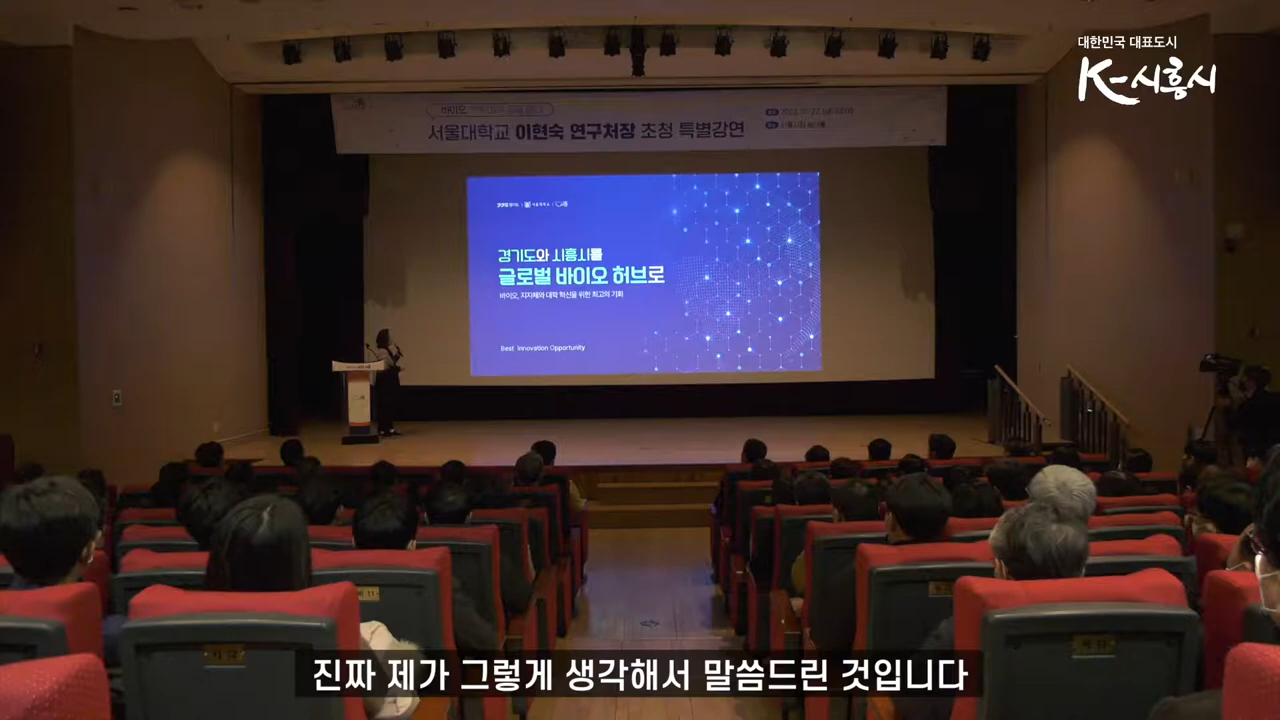 대한민국 대표도시
K-시흥시
바이오
서울대학교 이현숙 연구처장 초청 특별강연
경기도와 시흥시를
글로벌 바이오 허브로
바이오, 지자체와 대학 혁신을 위한 최고의 기회
Best Innovation Opportunity
진짜 제가 그렇게 생각해서 말씀드린 것입니다